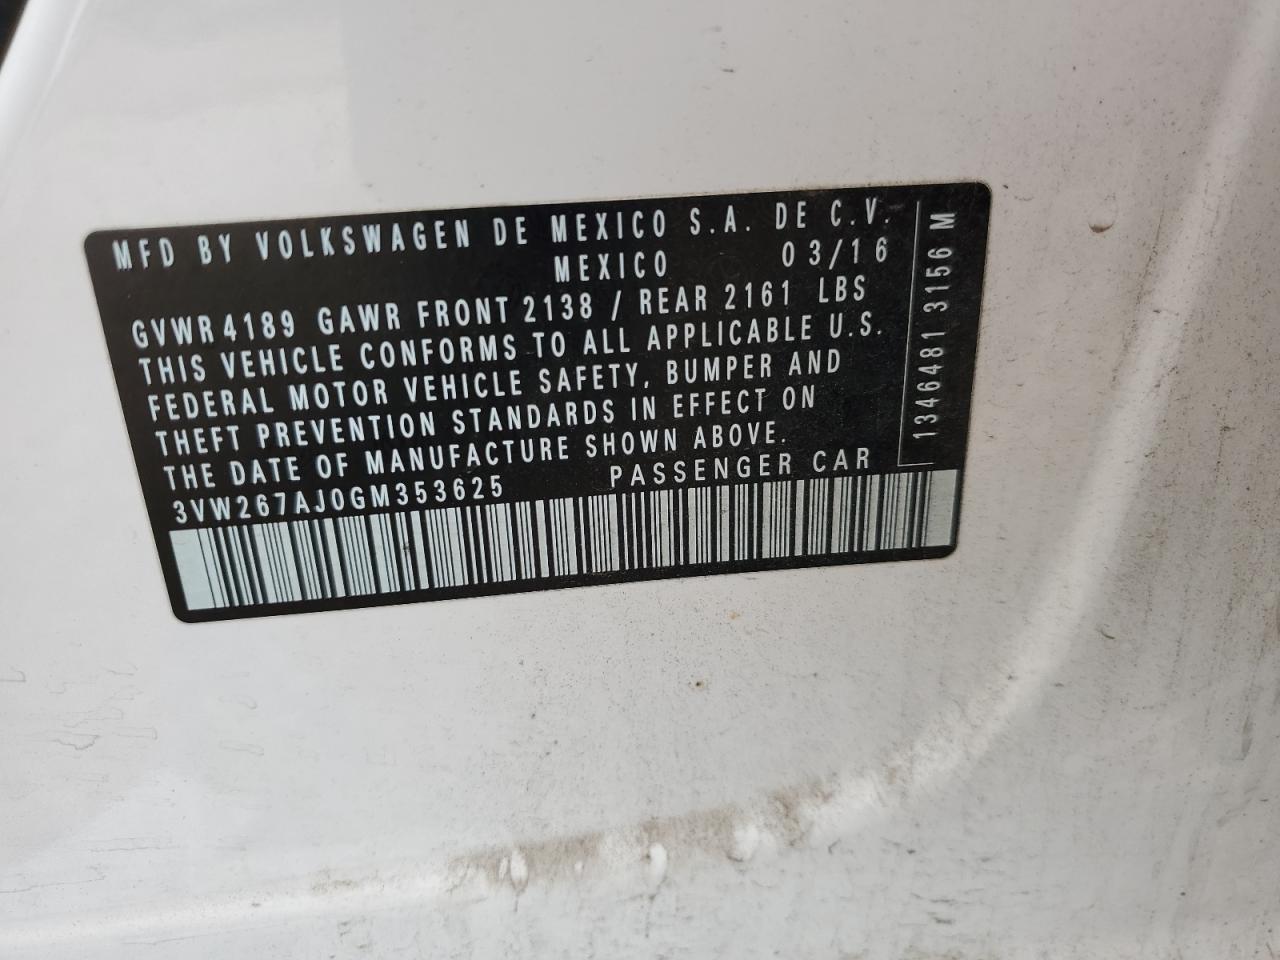 MFD BY VOLKSWAGEN DE MEXICO S.A. DE C.V.
MEXICO 03/16
GVWR 4189 GAWR FRONT 2138 / REAR 2161 LBS
THIS VEHICLE CONFORMS TO ALL APPLICABLE U.S.
FEDERAL MOTOR VEHICLE SAFETY, BUMPER AND
THEFT PREVENTION STANDARDS IN EFFECT ON
THE DATE OF MANUFACTURE SHOWN ABOVE.
3VW267AJ0GM353625 PASSENGER CAR
1346481 3156 M